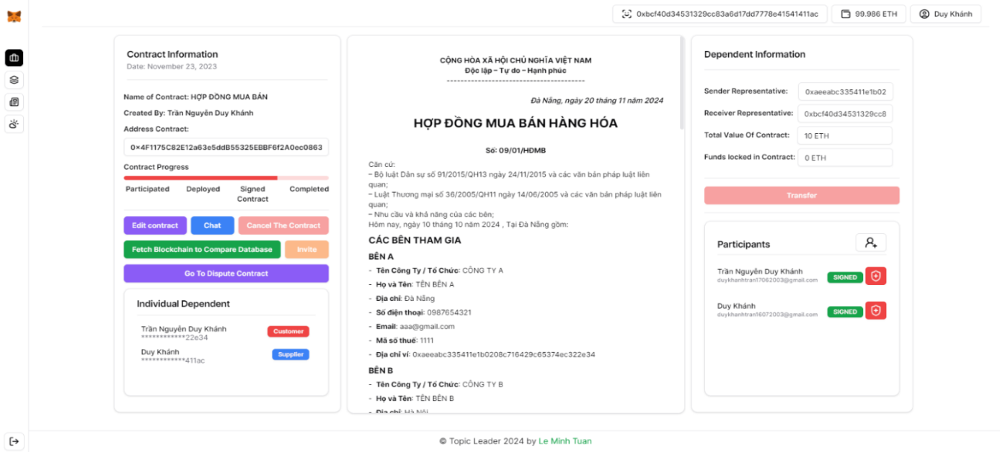 0xbcf40d34531329cc83a6d17dd7778e41541411ac
99.986 ETH
Duy Khánh
Contract Information
Date: November 23, 2023
Name of Contract: HỢP ĐỒNG MUA BÁN
Created By: Trần Nguyễn Duy Khánh
Address Contract:
0×4F1175C82E12a63e5ddB55325EBBF6f2A0ec0863
Contract Progress
Participated
Deployed
Signed
Contract
Completed
Edit contract
Chat
Cancel The Contract
Fetch Blockchain to Compare Database
Invite
Go To Dispute Contract
Individual Dependent
Trần Nguyễn Duy Khánh
************22e34
Customer
Duy Khánh
************411ac
Supplier
CỘNG HÒA XÃ HỘI CHỦ NGHĨA VIỆT NAM
Độc lập – Tự do – Hạnh phúc
----------------------------------------
Đà Nẵng, ngày 20 tháng 11 năm 2024
HỢP ĐỒNG MUA BÁN HÀNG HÓA
Số: 09/01/HĐMB
Căn cứ:
– Bộ luật Dân sự số 91/2015/QH13 ngày 24/11/2015 và các văn bản pháp luật liên
quan;
– Luật Thương mại số 36/2005/QH11 ngày 14/06/2005 và các văn bản pháp luật liên
quan;
– Nhu cầu và khả năng của các bên;
Hôm nay, ngày 10 tháng 10 năm 2024 , Tại Đà Nẵng gồm:
CÁC BÊN THAM GIA
BÊN A
- Tên Công Ty / Tổ Chức: CÔNG TY A
- Họ và Tên: TÊN BÊN A
- Địa chỉ: Đà Nẵng
- Số điện thoại: 0987654321
- Email: aaa@gmail.com
- Mã số thuế: 1111
- Địa chỉ ví: 0xaeeabc335411e1b0208c716429c65374ec322e34
BÊN B
- Tên Công Ty / Tổ Chức: CÔNG TY B
- Họ và Tên: TÊN BÊN B
- Địa chỉ: Hà Nội
Dependent Information
Sender Representative: 0xaeeabc335411e1b02
Receiver Representative: 0xbcf40d34531329cc8
Total Value Of Contract: 10 ETH
Funds locked in Contract: 0 ETH
Transfer
Participants
Trần Nguyễn Duy Khánh
duykhanhtran17062003@gmail.com
SIGNED
Duy Khánh
duykhanhtran16072003@gmail.com
SIGNED
© Topic Leader 2024 by Le Minh Tuan